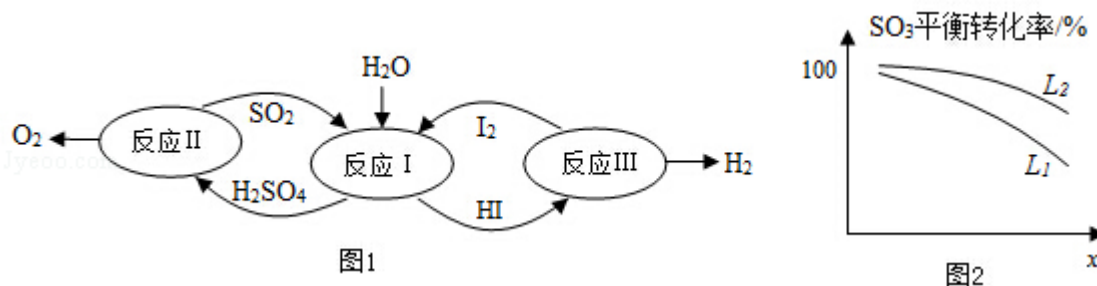 H₂O
SO₂
I₂
O₂
反应II
反应 I
反应III
H₂
H₂SO₄
HI
图1
SO₃平衡转化率/%
100
L₂
L₁
x
图2